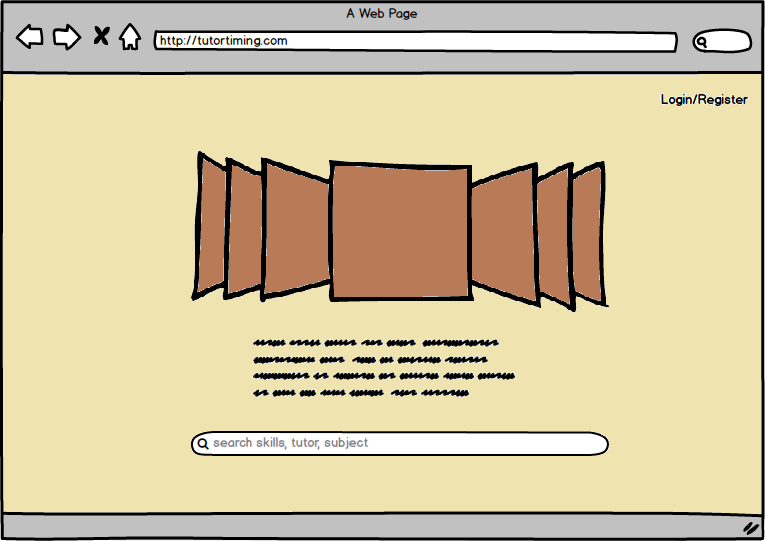 A Web Page
http://tutortiming.com
Login/Register
search skills, tutor, subject